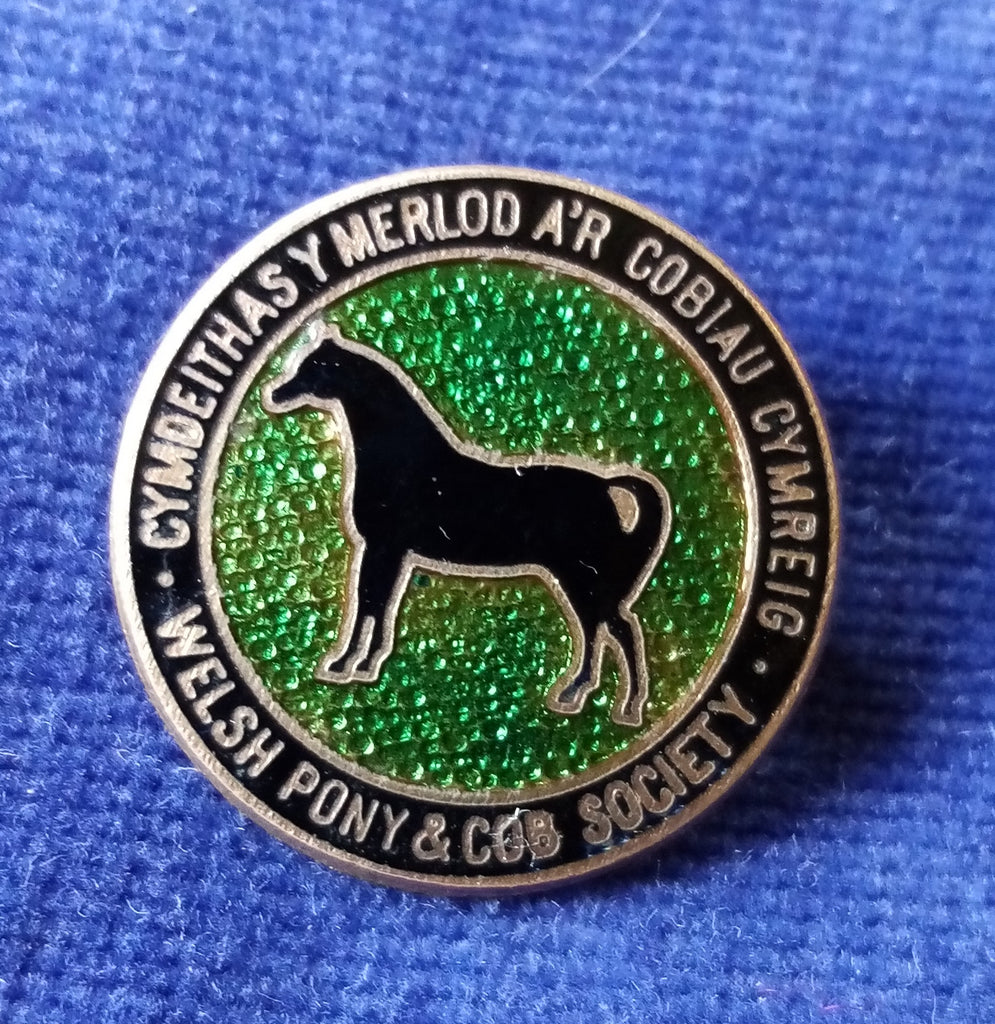 CYMDEITHAS Y MERLOD A'R COBIAU CYMREIG
WELSH PONY & COB SOCIETY